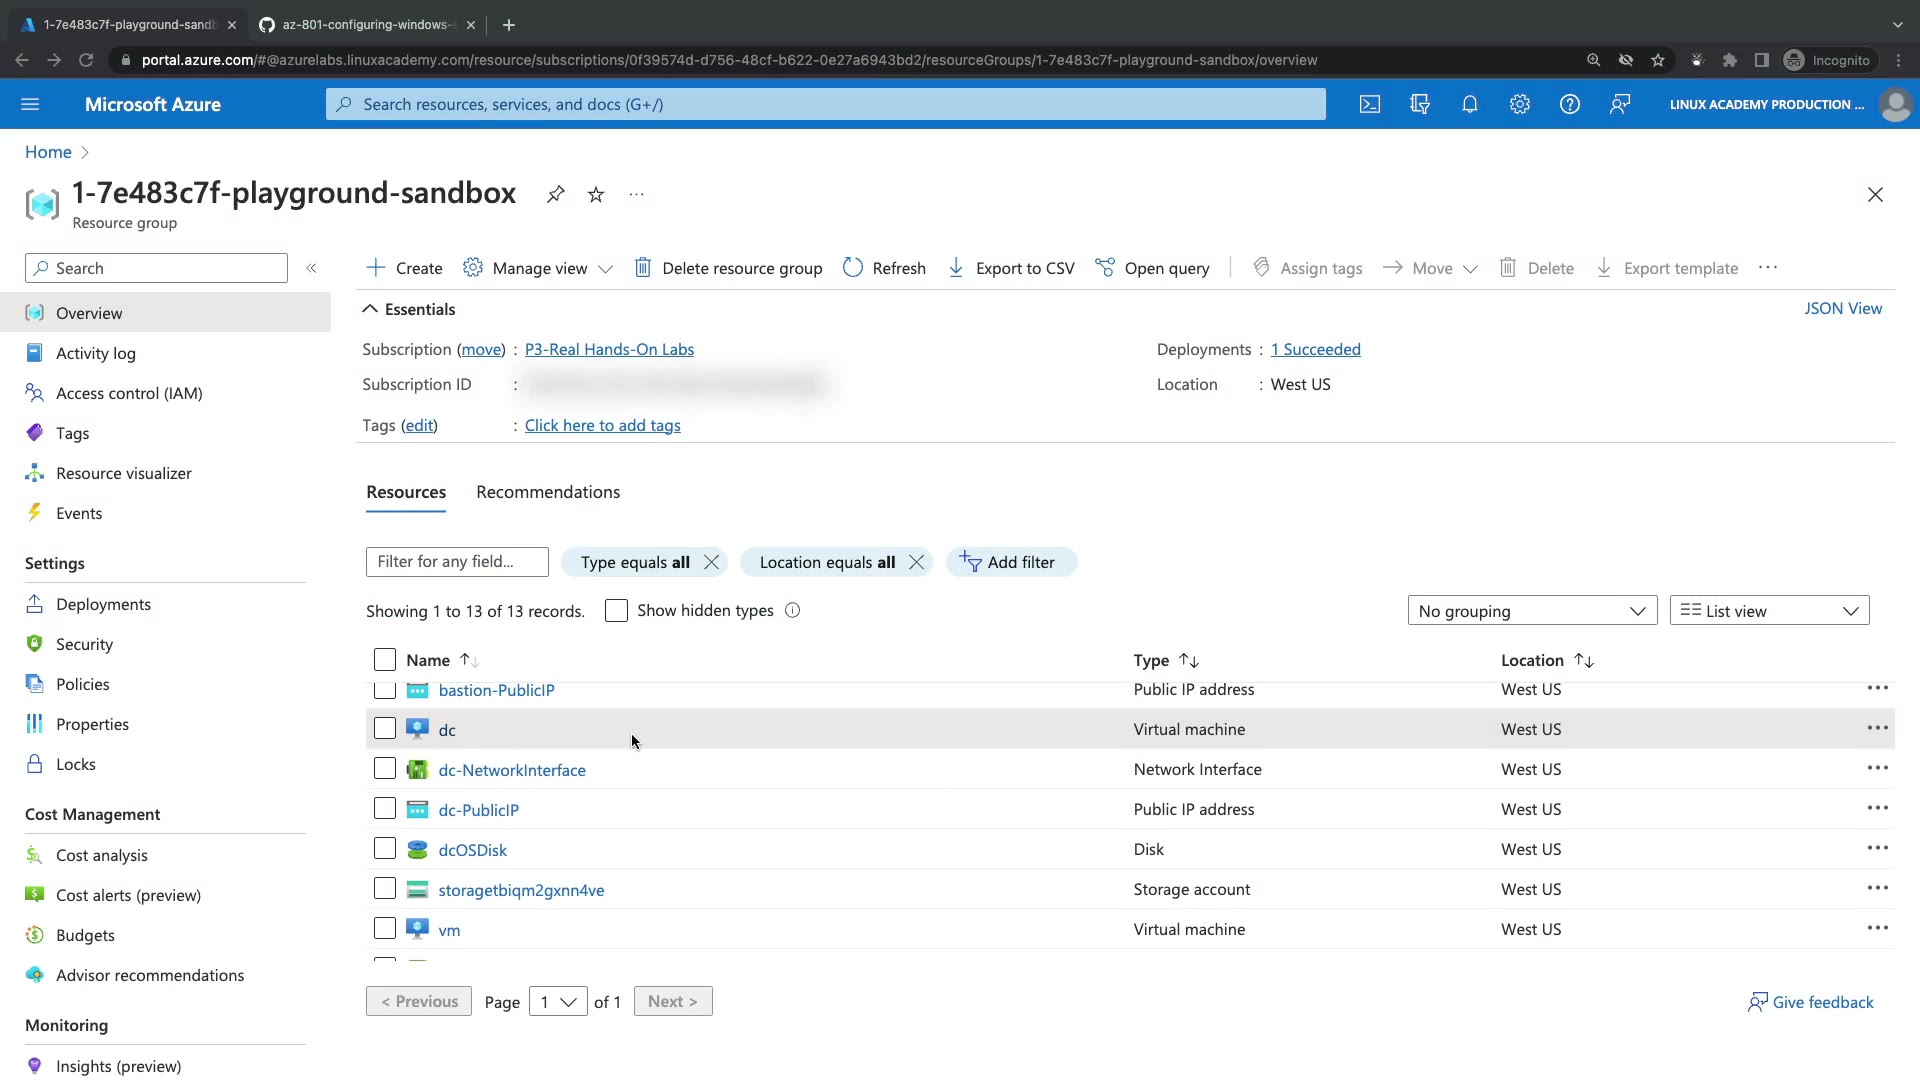 1-7e483c7f-playground-sandb
az-801-configuring-windows-s
portal.azure.com/#@azurelabs.linuxacademy.com/resource/subscriptions/0f39574d-d756-48cf-b622-0e27a6943bd2/resourceGroups/1-7e483c7f-playground-sandbox/overview
Incognito
Microsoft Azure
Search resources, services, and docs (G+/)
LINUX ACADEMY PRODUCTION ...
Home
1-7e483c7f-playground-sandbox
Resource group
Search
Create
Manage view
Delete resource group
Refresh
Export to CSV
Open query
Assign tags
Move
Delete
Export template
Overview
Activity log
Access control (IAM)
Tags
Resource visualizer
Events
Settings
Deployments
Security
Policies
Properties
Locks
Cost Management
Cost analysis
Cost alerts (preview)
Budgets
Advisor recommendations
Monitoring
Insights (preview)
Essentials
JSON View
Subscription (move) : P3-Real Hands-On Labs
Deployments : 1 Succeeded
Subscription ID :
Location : West US
Tags (edit) : Click here to add tags
Resources
Recommendations
Filter for any field...
Type equals all
Location equals all
Add filter
Showing 1 to 13 of 13 records.
Show hidden types
No grouping
List view
Name Type Location
bastion-PublicIP Public IP address West US
dc Virtual machine West US
dc-NetworkInterface Network Interface West US
dc-PublicIP Public IP address West US
dcOSDisk Disk West US
storagetbiqm2gxnn4ve Storage account West US
vm Virtual machine West US
< Previous Page 1 of 1 Next >
Give feedback